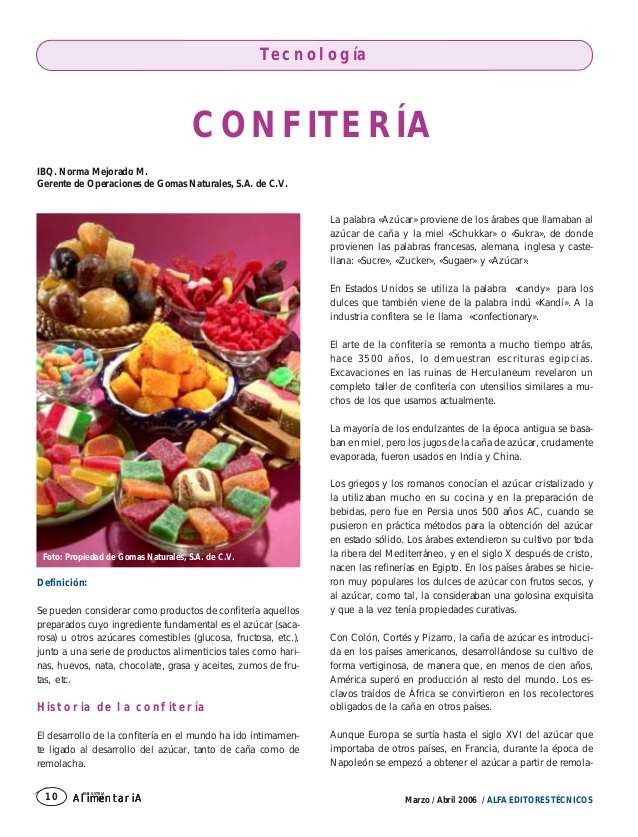 Tecnología
CONFITERÍA
IBQ. Norma Mejorado M.
Gerente de Operaciones de Gomas Naturales, S.A. de C.V.
Foto: Propiedad de Gomas Naturales, S.A. de C.V.
Definición:
Se pueden considerar como productos de confitería aquellos
preparados cuyo ingrediente fundamental es el azúcar (saca-
rosa) u otros azúcares comestibles (glucosa, fructosa, etc.),
junto a una serie de productos alimenticios tales como hari-
nas, huevos, nata, chocolate, grasa y aceites, zumos de fru-
tas, etc.
Historia de la confitería
El desarrollo de la confitería en el mundo ha ido íntimamen-
te ligado al desarrollo del azúcar, tanto de caña como de
remolacha.
La palabra «Azúcar» proviene de los árabes que llamaban al
azúcar de caña y la miel «Schukkar» o «Sukra», de donde
provienen las palabras francesas, alemana, inglesa y caste-
llana: «Sucre», «Zucker», «Sugaer» y «Azúcar».
En Estados Unidos se utiliza la palabra «candy» para los
dulces que también viene de la palabra indú «Kandí». A la
industria confitera se le llama «confectionary».
El arte de la confitería se remonta a mucho tiempo atrás,
hace 3500 años, lo demuestran escrituras egipcias.
Excavaciones en las ruinas de Herculaneum revelaron un
completo taller de confitería con utensilios similares a mu-
chos de los que usamos actualmente.
La mayoría de los endulzantes de la época antigua se basa-
ban en miel, pero los jugos de la caña de azúcar, crudamente
evaporada, fueron usados en India y China.
Los griegos y los romanos conocían el azúcar cristalizado y
la utilizaban mucho en su cocina y en la preparación de
bebidas, pero fue en Persia unos 500 años AC, cuando se
pusieron en práctica métodos para la obtención del azúcar
en estado sólido. Los árabes extendieron su cultivo por toda
la ribera del Mediterráneo, y en el siglo X después de cristo,
nacen las refinerías en Egipto. En los países árabes se hicie-
ron muy populares los dulces de azúcar con frutos secos, y
al azúcar, como tal, la consideraban una golosina exquisita
y que a la vez tenía propiedades curativas.
Con Colón, Cortés y Pizarro, la caña de azúcar es introduci-
da en los países americanos, desarrollándose su cultivo de
forma vertiginosa, de manera que, en menos de cien años,
América superó en producción al resto del mundo. Los es-
clavos traídos de África se convirtieron en los recolectores
obligados de la caña en otros países.
Aunque Europa se surtía hasta el siglo XVI del azúcar que
importaba de otros países, en Francia, durante la época de
Napoleón se empezó a obtener el azúcar a partir de remola-
10
AlimentariA
Marzo / Abril 2006 / ALFA EDITORES TÉCNICOS